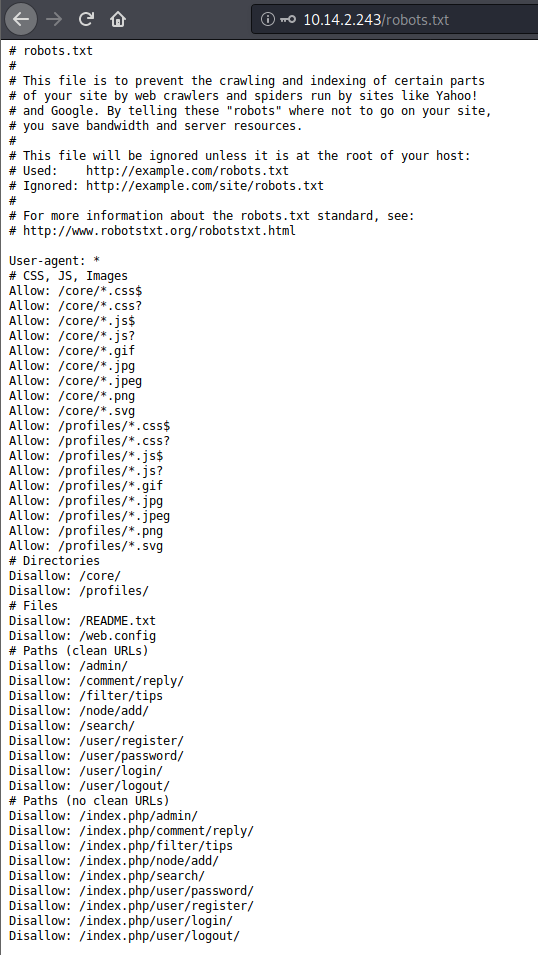 10.14.2.243/robots.txt
# robots.txt
#
# This file is to prevent the crawling and indexing of certain parts
# of your site by web crawlers and spiders run by sites like Yahoo!
# and Google. By telling these "robots" where not to go on your site,
# you save bandwidth and server resources.
#
# This file will be ignored unless it is at the root of your host:
# Used:    http://example.com/robots.txt
# Ignored: http://example.com/site/robots.txt
#
# For more information about the robots.txt standard, see:
# http://www.robotstxt.org/robotstxt.html

User-agent: *
# CSS, JS, Images
Allow: /core/*.css$
Allow: /core/*.css?
Allow: /core/*.js$
Allow: /core/*.js?
Allow: /core/*.gif
Allow: /core/*.jpg
Allow: /core/*.jpeg
Allow: /core/*.png
Allow: /core/*.svg
Allow: /profiles/*.css$
Allow: /profiles/*.css?
Allow: /profiles/*.js$
Allow: /profiles/*.js?
Allow: /profiles/*.gif
Allow: /profiles/*.jpg
Allow: /profiles/*.jpeg
Allow: /profiles/*.png
Allow: /profiles/*.svg
# Directories
Disallow: /core/
Disallow: /profiles/
# Files
Disallow: /README.txt
Disallow: /web.config
# Paths (clean URLs)
Disallow: /admin/
Disallow: /comment/reply/
Disallow: /filter/tips
Disallow: /node/add/
Disallow: /search/
Disallow: /user/register/
Disallow: /user/password/
Disallow: /user/login/
Disallow: /user/logout/
# Paths (no clean URLs)
Disallow: /index.php/admin/
Disallow: /index.php/comment/reply/
Disallow: /index.php/filter/tips
Disallow: /index.php/node/add/
Disallow: /index.php/search/
Disallow: /index.php/user/password/
Disallow: /index.php/user/register/
Disallow: /index.php/user/login/
Disallow: /index.php/user/logout/